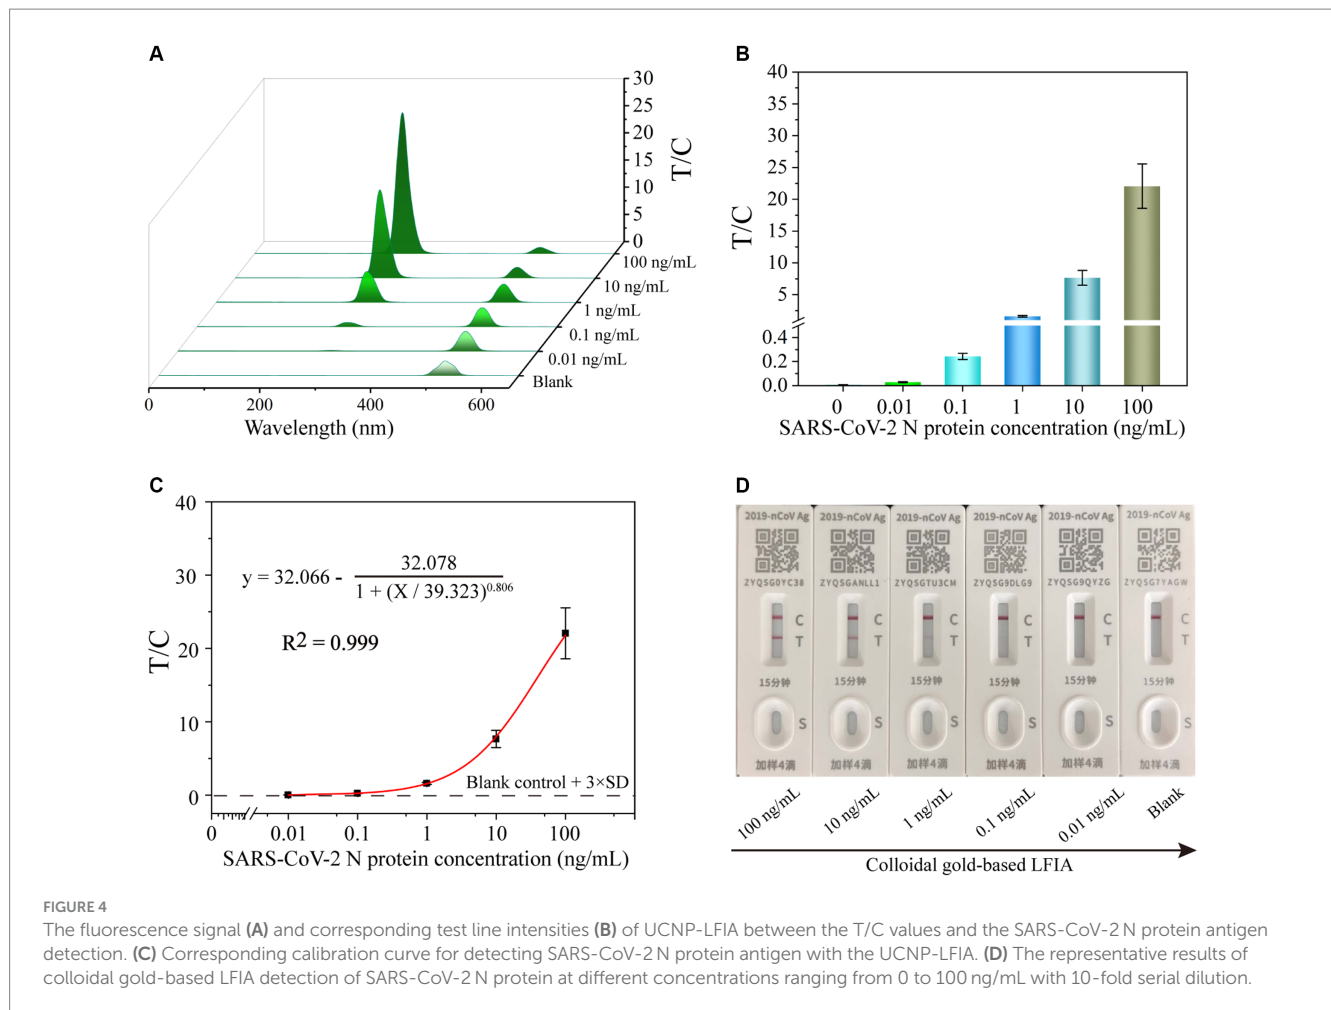 A
30
25
20
15
10
5
0
T/C
100 ng/mL
10 ng/mL
1 ng/mL
0.1 ng/mL
0.01 ng/mL
Blank
0 200 400 600
Wavelength (nm)
B
40
35
30
25
20
15
10
5
0.4
0.2
0.0
T/C
0 0.01 0.1 1 10 100
SARS-CoV-2 N protein concentration (ng/mL)
C
40
30
20
10
0
T/C
y = 32.066 - 32.078
1 + (X / 39.323)^0.806
R2 = 0.999
Blank control + 3×SD
0 0.01 0.1 1 10 100
SARS-CoV-2 N protein concentration (ng/mL)
D
2019-nCoV Ag 2019-nCoV Ag 2019-nCoV Ag 2019-nCoV Ag 2019-nCoV Ag 2019-nCoV Ag
ZYQSG0YC38 ZYQSGANLL1 ZYQSGTU3CM ZYQSG9DLG9 ZYQSG9QYZG ZYQSG7YAGW
C C C C C C
T T T T T T
15分钟 15分钟 15分钟 15分钟 15分钟 15分钟
S S S S S S
加样4滴 加样4滴 加样4滴 加样4滴 加样4滴 加样4滴
100 ng/mL 10 ng/mL 1 ng/mL 0.1 ng/mL 0.01 ng/mL Blank
Colloidal gold-based LFIA
FIGURE 4
The fluorescence signal (A) and corresponding test line intensities (B) of UCNP-LFIA between the T/C values and the SARS-CoV-2 N protein antigen
detection. (C) Corresponding calibration curve for detecting SARS-CoV-2 N protein antigen with the UCNP-LFIA. (D) The representative results of
colloidal gold-based LFIA detection of SARS-CoV-2 N protein at different concentrations ranging from 0 to 100 ng/mL with 10-fold serial dilution.